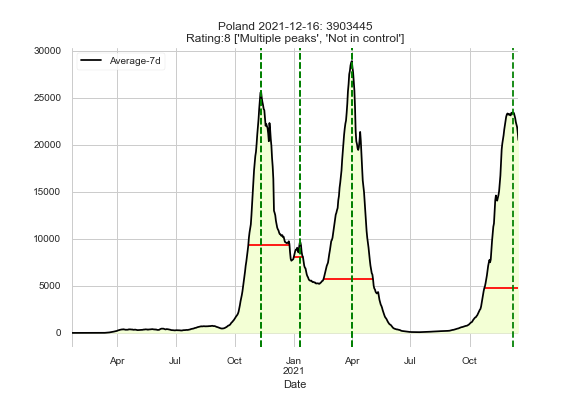 Poland 2021-12-16: 3903445
Rating:8 ['Multiple peaks', 'Not in control']
Average-7d
30000
25000
20000
15000
10000
5000
0
Apr Jul Oct Jan Apr Jul Oct
2021
Date